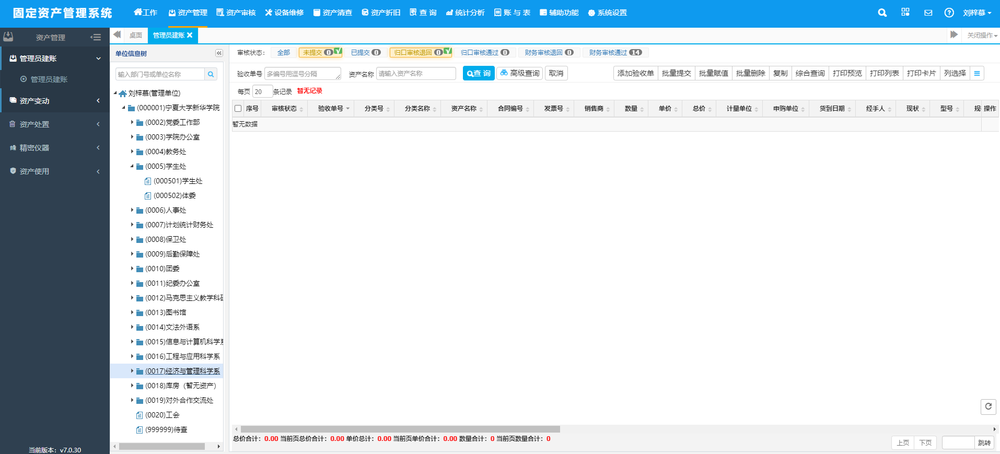 固定资产管理系统 工作 资产管理 资产审核 设备维修 资产清查 资产折旧 查 询 统计分析 账 与 表 辅助功能 系统设置 刘梓慕
资产管理
管理员建账
管理员建账
资产变动
资产处置
精密仪器
资产使用
当前版本：v7.0.30
桌面 管理员建账 关闭操作
单位信息树
输入部门号或单位名称
刘梓慕(管理单位)
(000001)宁夏大学新华学院
(0002)党委工作部
(0003)学院办公室
(0004)教务处
(0005)学生处
(000501)学生处
(000502)体委
(0006)人事处
(0007)计划统计财务处
(0008)保卫处
(0009)后勤保障处
(0010)团委
(0011)纪委办公室
(0012)马克思主义教学科
(0013)图书馆
(0014)文法外语系
(0015)信息与计算机科学
(0016)工程与应用科学系
(0017)经济与管理科学系
(0018)库房（暂无资产）
(0019)对外合作交流处
(0020)工会
(999999)待查
审核状态： 全部 未提交 0 已提交 0 归口审核退回 0 归口审核通过 0 财务审核退回 0 财务审核通过 14
验收单号 多编号用逗号分隔 资产名称 请输入资产名称 查 询 高级查询 取消 添加验收单 批量提交 批量赋值 批量删除 复制 综合查询 打印预览 打印列表 打印卡片 列选择
每页 20 条记录 暂无记录
序号 审核状态 验收单号 分类号 分类名称 资产名称 合同编号 发票号 销售商 数量 单价 总价 计量单位 申购单位 货到日期 经手人 现状 型号 规 操作
暂无数据
总价合计：0.00 当前页总价合计：0.00 单价总计：0.00 当前页单价合计：0.00 数量合计：0 当前页数量合计：0
上页 下页 跳转